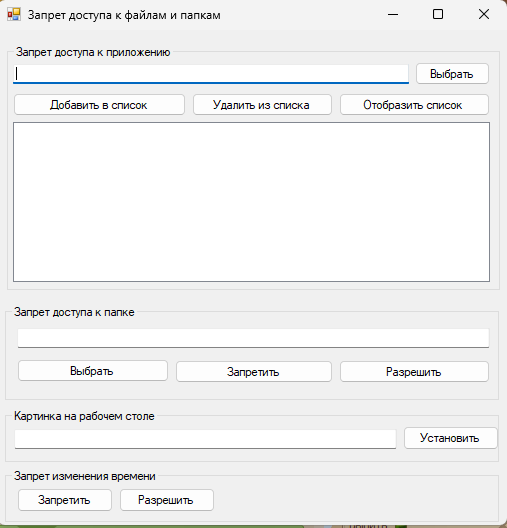 Запрет доступа к файлам и папкам
Запрет доступа к приложению
Выбрать
Добавить в список
Удалить из списка
Отобразить список
Запрет доступа к папке
Выбрать
Запретить
Разрешить
Картинка на рабочем столе
Установить
Запрет изменения времени
Запретить
Разрешить